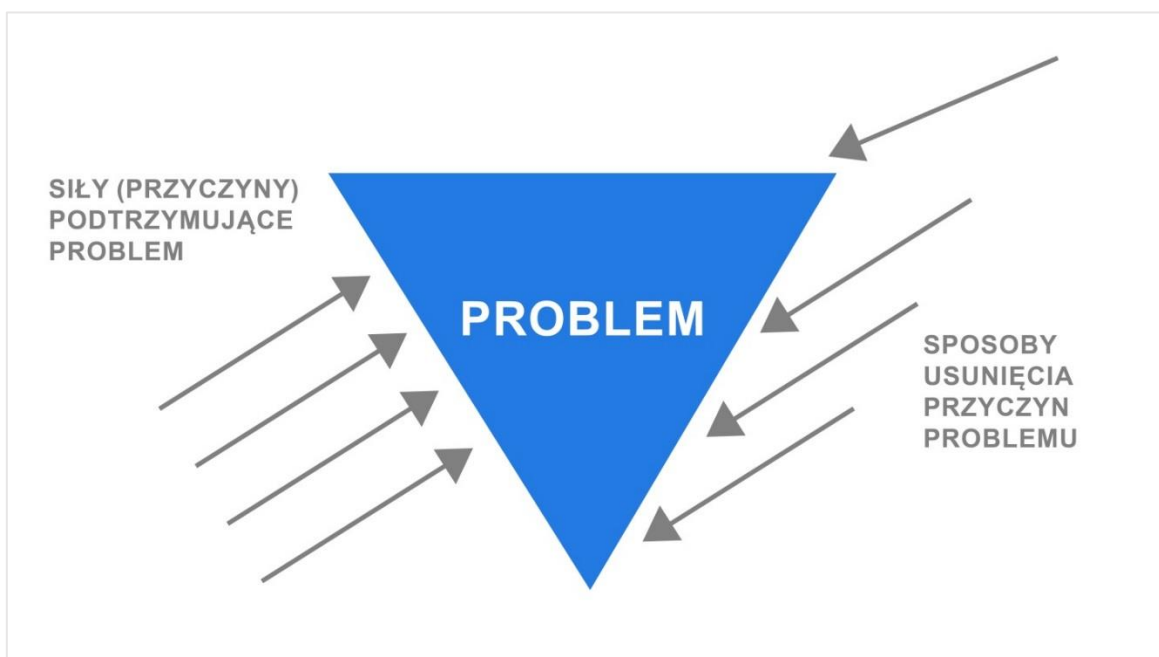 SIŁY (PRZYCZYNY)
PODTRZYMUJĄCE
PROBLEM
PROBLEM
SPOSOBY
USUNIĘCIA
PRZYCZYN
PROBLEMU